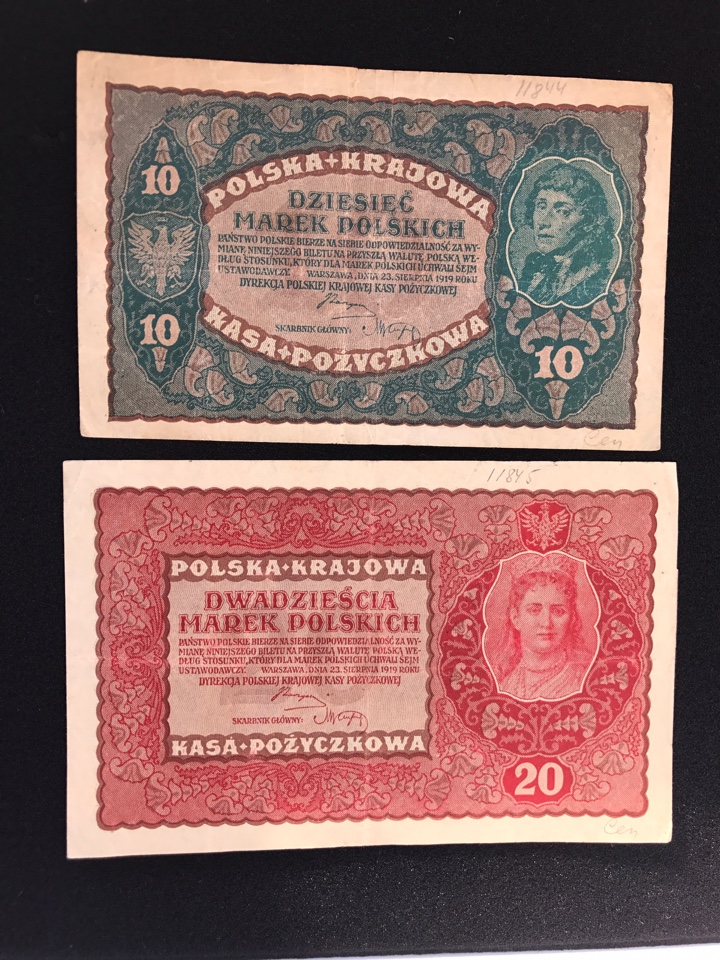 11844
POLSKA+KRAJOWA
10
DZIESIĘĆ
MAREK POLSKICH
PAŃSTWO POLSKIE BIERZE NA SIEBIE ODPOWIEDZIALNOŚĆ ZA WY-
MIANĘ NINIEJSZEGO BILETU NA PRZYSZŁĄ WALUTĘ POLSKĄ WE-
DŁUG STOSUNKU, KTÓRY DLA MAREK POLSKICH UCHWALI SEJM
USTAWODAWCZY. WARSZAWA, DNIA 23. SIERPNIA 1919 ROKU
DYREKCJA POLSKIEJ KRAJOWEJ KASY POŻYCZKOWEJ
SKARBNIK GŁÓWNY:
10
KASA+POŻYCZKOWA
10
Cen
11845
POLSKA+KRAJOWA
DWADZIEŚCIA
MAREK POLSKICH
PAŃSTWO POLSKIE BIERZE NA SIEBIE ODPOWIEDZIALNOŚĆ ZA WY-
MIANĘ NINIEJSZEGO BILETU NA PRZYSZŁĄ WALUTĘ POLSKĄ WE-
DŁUG STOSUNKU, KTÓRY DLA MAREK POLSKICH UCHWALI SEJM
USTAWODAWCZY. WARSZAWA, DNIA 23. SIERPNIA 1919 ROKU
DYREKCJA POLSKIEJ KRAJOWEJ KASY POŻYCZKOWEJ
SKARBNIK GŁÓWNY:
KASA+POŻYCZKOWA
20
Cen